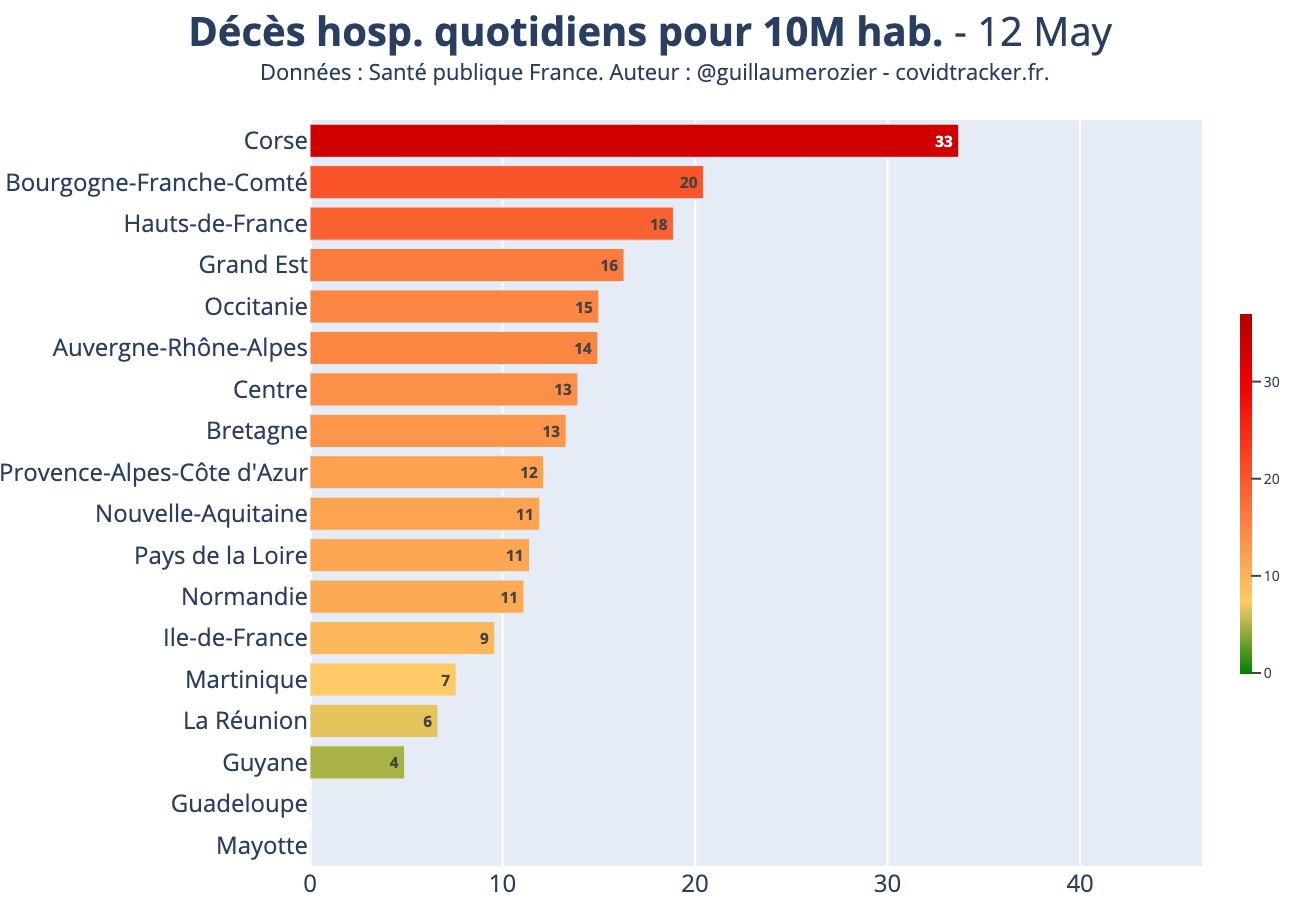 Décès hosp. quotidiens pour 10M hab. - 12 May
Données : Santé publique France. Auteur : @guillaumerozier - covidtracker.fr.
Corse 33
Bourgogne-Franche-Comté 20
Hauts-de-France 18
Grand Est 16
Occitanie 15
Auvergne-Rhône-Alpes 14
Centre 13
Bretagne 13
Provence-Alpes-Côte d'Azur 12
Nouvelle-Aquitaine 11
Pays de la Loire 11
Normandie 11
Ile-de-France 9
Martinique 7
La Réunion 6
Guyane 4
Guadeloupe
Mayotte
0 10 20 30 40
30
20
10
0